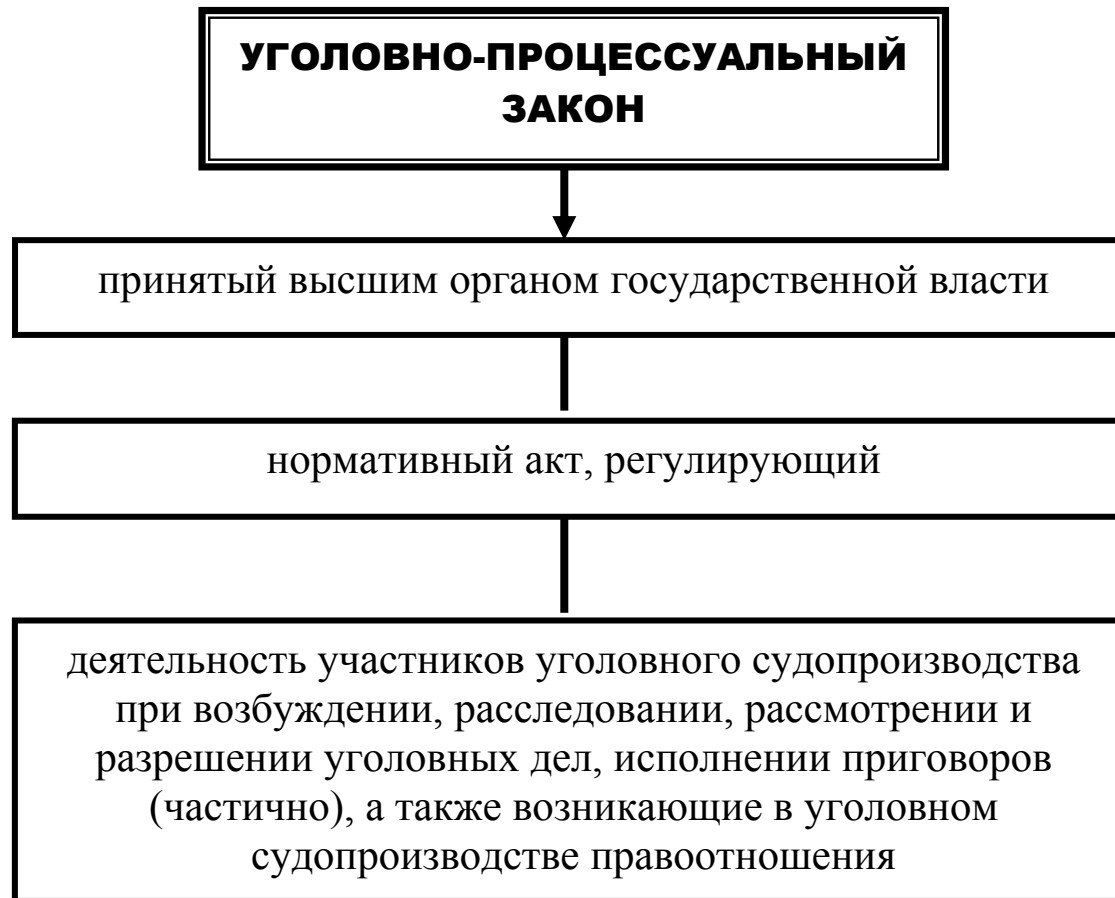 УГОЛОВНО-ПРОЦЕССУАЛЬНЫЙ
ЗАКОН
принятый высшим органом государственной власти
нормативный акт, регулирующий
деятельность участников уголовного судопроизводства
при возбуждении, расследовании, рассмотрении и
разрешении уголовных дел, исполнении приговоров
(частично), а также возникающие в уголовном
судопроизводстве правоотношения